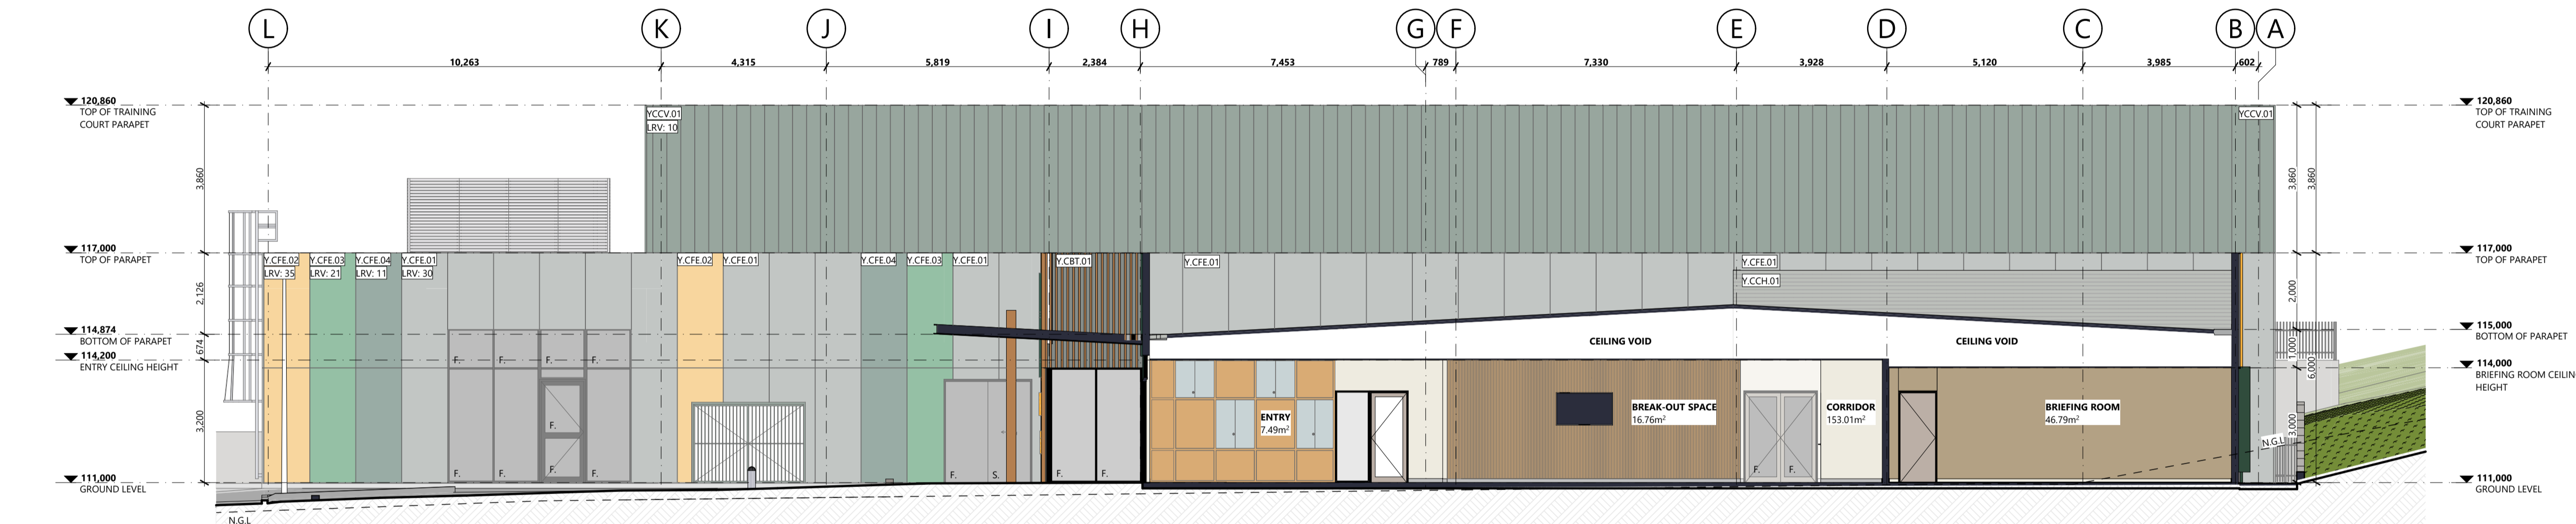 L K J I H G F E D C B A
10,263 4,315 5,819 2,384 7,453 789 7,330 3,928 5,120 3,985 602
120,860
TOP OF TRAINING
COURT PARAPET
YCCV.01
LRV: 10
YCCV.01
120,860
TOP OF TRAINING
COURT PARAPET
3,860
3,860
3,860
117,000
TOP OF PARAPET
Y.CFE.02 Y.CFE.03 Y.CFE.04 Y.CFE.01
LRV: 35 LRV: 21 LRV: 11 LRV: 30
Y.CFE.02 Y.CFE.01
Y.CFE.04 Y.CFE.03 Y.CFE.01
Y.CBT.01
Y.CFE.01
Y.CFE.01
Y.CCH.01
117,000
TOP OF PARAPET
2,126
2,000
114,874
BOTTOM OF PARAPET
674
115,000
BOTTOM OF PARAPET
CEILING VOID
CEILING VOID
1,000
6,000
114,200
ENTRY CEILING HEIGHT
F. F. F. F.
114,000
BRIEFING ROOM CEILIN
HEIGHT
3,200
3,000
ENTRY
7.49m²
BREAK-OUT SPACE
16.76m²
CORRIDOR
153.01m²
BRIEFING ROOM
46.79m²
F.
N.G.L
F. F. F. F.
F. S.
F. F.
F. F.
111,000
GROUND LEVEL
111,000
GROUND LEVEL
N.G.L